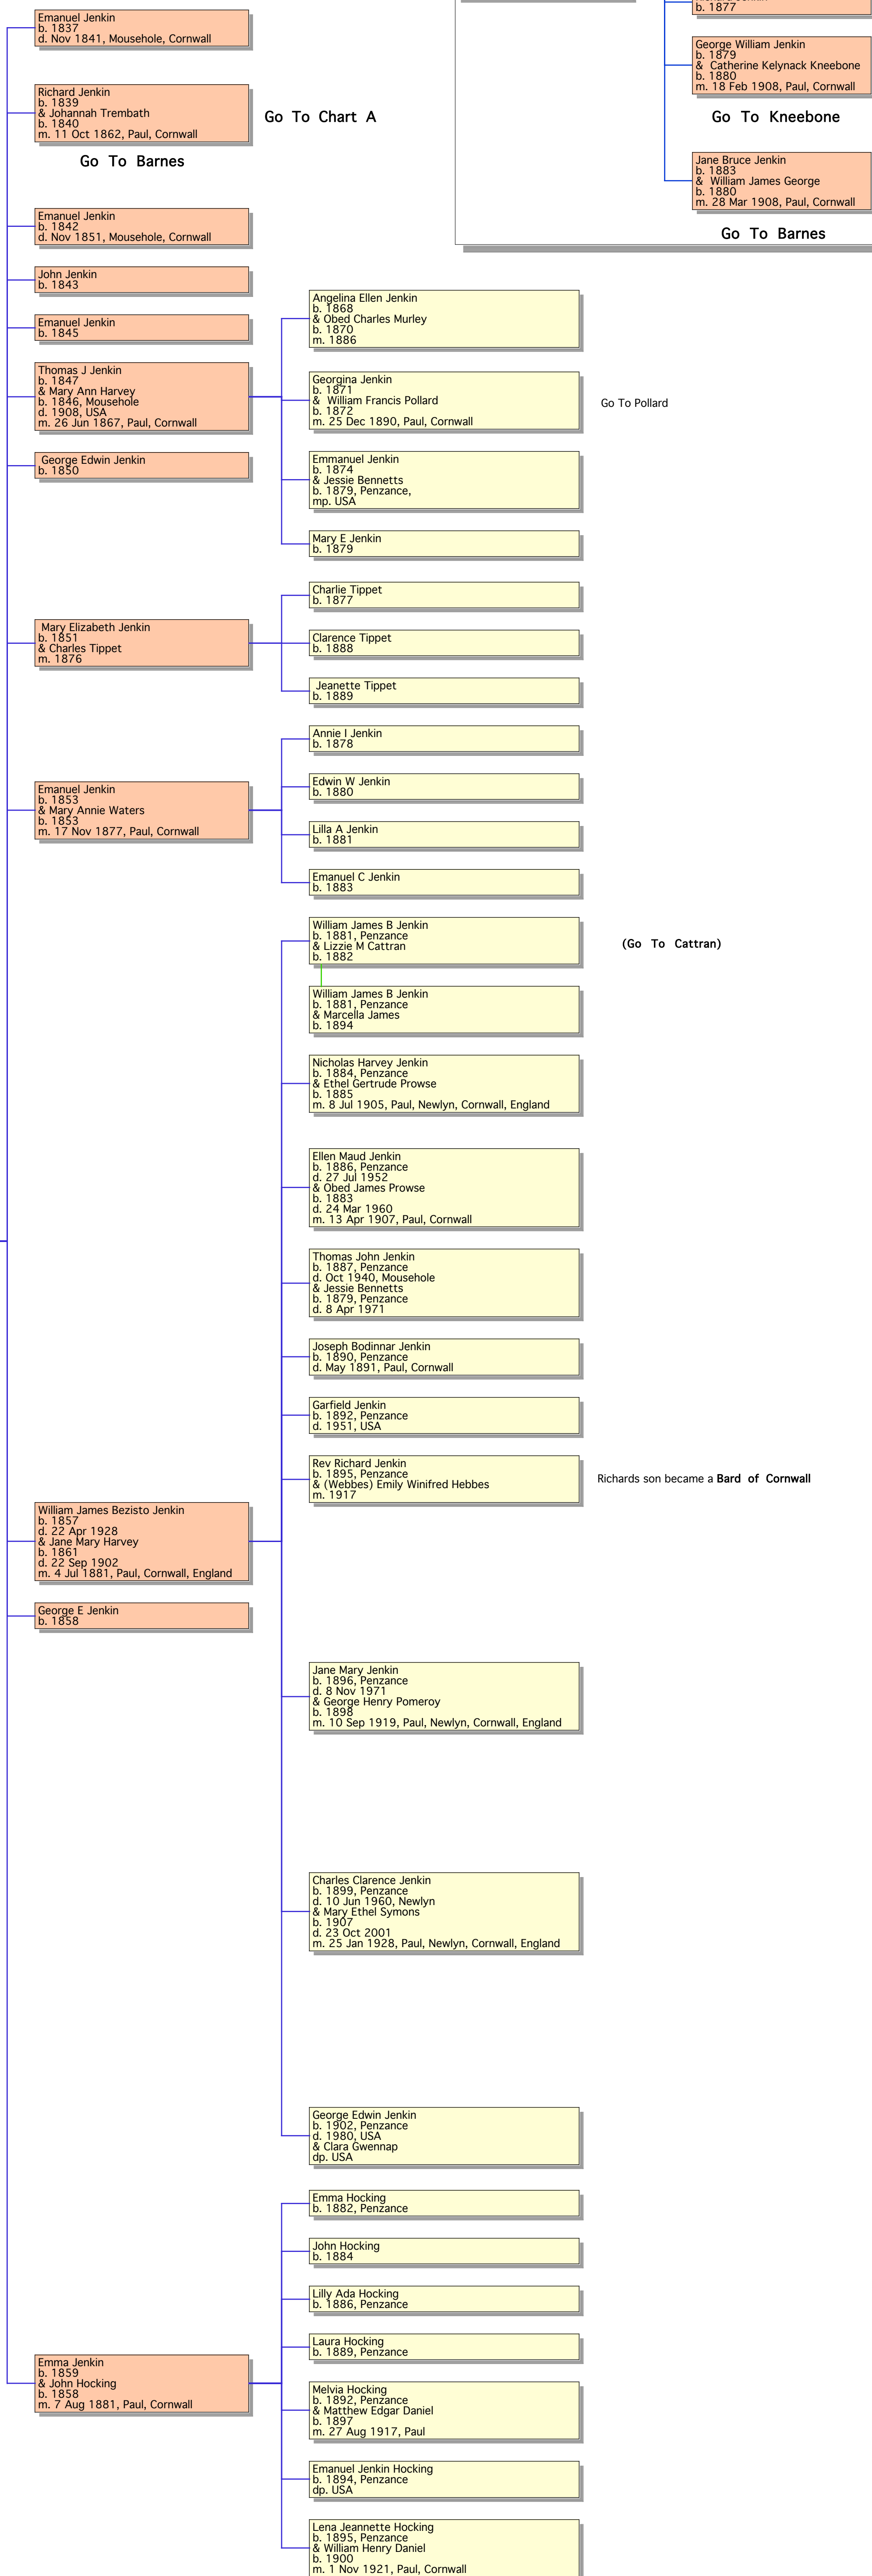 Emanuel Jenkin
b. 1837
d. Nov 1841, Mousehole, Cornwall
Richard Jenkin
b. 1839
& Johannah Trembath
b. 1840
m. 11 Oct 1862, Paul, Cornwall
Go To Chart A
Go To Barnes
b. 1877
George William Jenkin
b. 1879
& Catherine Kelynack Kneebone
b. 1880
m. 18 Feb 1908, Paul, Cornwall
Go To Kneebone
Jane Bruce Jenkin
b. 1883
& William James George
b. 1880
m. 28 Mar 1908, Paul, Cornwall
Go To Barnes
Emanuel Jenkin
b. 1842
d. Nov 1851, Mousehole, Cornwall
John Jenkin
b. 1843
Emanuel Jenkin
b. 1845
Thomas J Jenkin
b. 1847
& Mary Ann Harvey
b. 1846, Mousehole
d. 1908, USA
m. 26 Jun 1867, Paul, Cornwall
George Edwin Jenkin
b. 1850
Angelina Ellen Jenkin
b. 1868
& Obed Charles Murley
b. 1870
m. 1886
Georgina Jenkin
b. 1871
& William Francis Pollard
b. 1872
m. 25 Dec 1890, Paul, Cornwall
Go To Pollard
Emmanuel Jenkin
b. 1874
& Jessie Bennetts
b. 1879, Penzance,
mp. USA
Mary E Jenkin
b. 1879
Mary Elizabeth Jenkin
b. 1851
& Charles Tippet
m. 1876
Charlie Tippet
b. 1877
Clarence Tippet
b. 1888
Jeanette Tippet
b. 1889
Emanuel Jenkin
b. 1853
& Mary Annie Waters
b. 1853
m. 17 Nov 1877, Paul, Cornwall
Annie I Jenkin
b. 1878
Edwin W Jenkin
b. 1880
Lilla A Jenkin
b. 1881
Emanuel C Jenkin
b. 1883
William James B Jenkin
b. 1881, Penzance
& Lizzie M Cattran
b. 1882
(Go To Cattran)
William James B Jenkin
b. 1881, Penzance
& Marcella James
b. 1894
Nicholas Harvey Jenkin
b. 1884, Penzance
& Ethel Gertrude Prowse
b. 1885
m. 8 Jul 1905, Paul, Newlyn, Cornwall, England
Ellen Maud Jenkin
b. 1886, Penzance
d. 27 Jul 1952
& Obed James Prowse
b. 1883
d. 24 Mar 1960
m. 13 Apr 1907, Paul, Cornwall
Thomas John Jenkin
b. 1887, Penzance
d. Oct 1940, Mousehole
& Jessie Bennetts
b. 1879, Penzance
d. 8 Apr 1971
Joseph Bodinnar Jenkin
b. 1890, Penzance
d. May 1891, Paul, Cornwall
Garfield Jenkin
b. 1892, Penzance
d. 1951, USA
Rev Richard Jenkin
b. 1895, Penzance
& (Webbes) Emily Winifred Hebbes
m. 1917
Richards son became a Bard of Cornwall
William James Bezisto Jenkin
b. 1857
d. 22 Apr 1928
& Jane Mary Harvey
b. 1861
d. 22 Sep 1902
m. 4 Jul 1881, Paul, Cornwall, England
George E Jenkin
b. 1858
Jane Mary Jenkin
b. 1896, Penzance
d. 8 Nov 1971
& George Henry Pomeroy
b. 1898
m. 10 Sep 1919, Paul, Newlyn, Cornwall, England
Charles Clarence Jenkin
b. 1899, Penzance
d. 10 Jun 1960, Newlyn
& Mary Ethel Symons
b. 1907
d. 23 Oct 2001
m. 25 Jan 1928, Paul, Newlyn, Cornwall, England
George Edwin Jenkin
b. 1902, Penzance
d. 1980, USA
& Clara Gwennap
dp. USA
Emma Jenkin
b. 1859
& John Hocking
b. 1858
m. 7 Aug 1881, Paul, Cornwall
Emma Hocking
b. 1882, Penzance
John Hocking
b. 1884
Lilly Ada Hocking
b. 1886, Penzance
Laura Hocking
b. 1889, Penzance
Melvia Hocking
b. 1892, Penzance
& Matthew Edgar Daniel
b. 1897
m. 27 Aug 1917, Paul
Emanuel Jenkin Hocking
b. 1894, Penzance
dp. USA
Lena Jeannette Hocking
b. 1895, Penzance
& William Henry Daniel
b. 1900
m. 1 Nov 1921, Paul, Cornwall